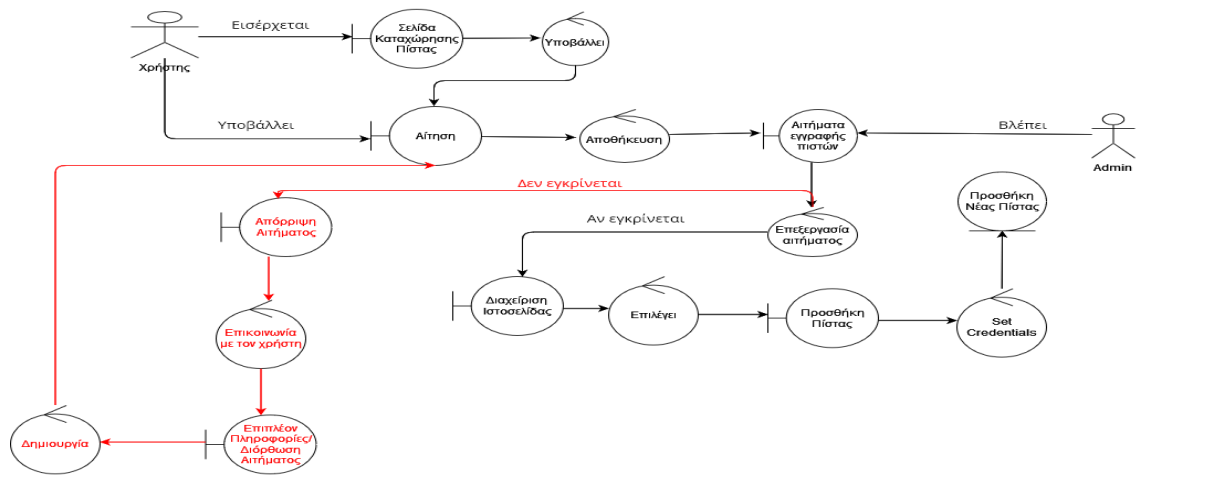 Εισέρχεται
Σελίδα
Καταχώρησης
Πίστας
Υποβάλλει
Χρήστης
Υποβάλλει
Αίτηση
Αποθήκευση
Αιτήματα
εγγραφής
πιστών
Βλέπει
Admin
Δεν εγκρίνεται
Προσθήκη
Νέας Πίστας
Απόρριψη
Αιτήματος
Αν εγκρίνεται
Επεξεργασία
αιτήματος
Διαχείριση
Ιστοσελίδας
Επιλέγει
Προσθήκη
Πίστας
Set
Credentials
Επικοινωνία
με τον χρήστη
Δημιουργία
Επιπλέον
Πληροφορίες/
Διόρθωση
Αιτήματος